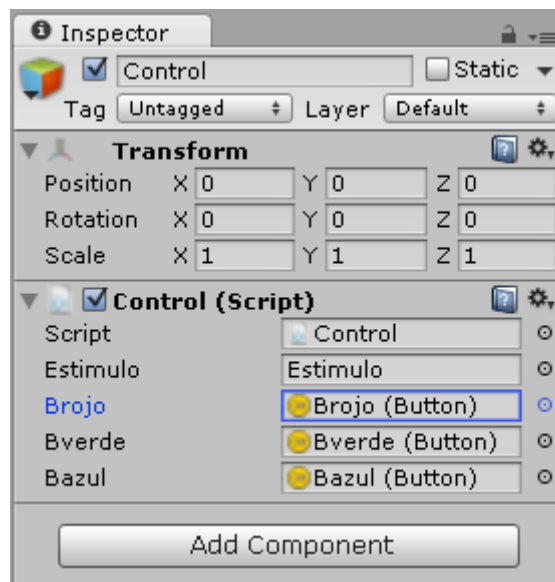 Inspector
Control Static
Tag Untagged Layer Default
Transform
Position X 0 Y 0 Z 0
Rotation X 0 Y 0 Z 0
Scale X 1 Y 1 Z 1
Control (Script)
Script Control
Estimulo Estimulo
Brojo Brojo (Button)
Bverde Bverde (Button)
Bazul Bazul (Button)
Add Component